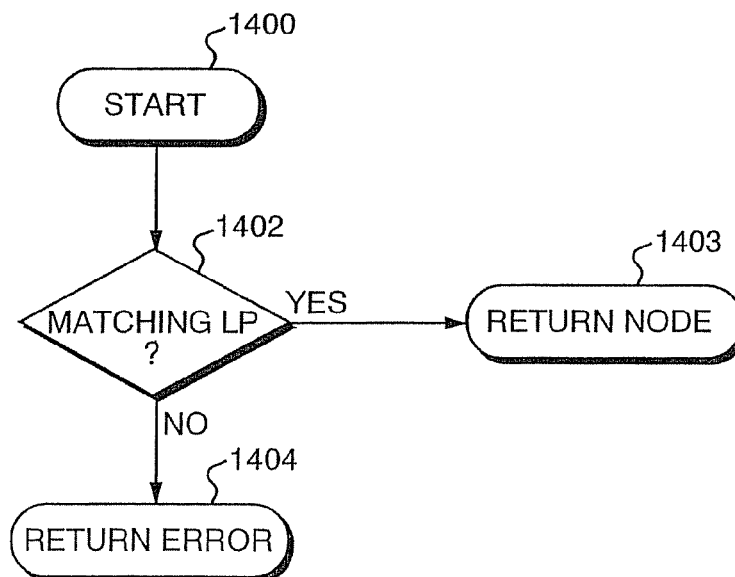 1400
START
1402
1403
MATCHING LP
?
YES
RETURN NODE
NO
1404
RETURN ERROR